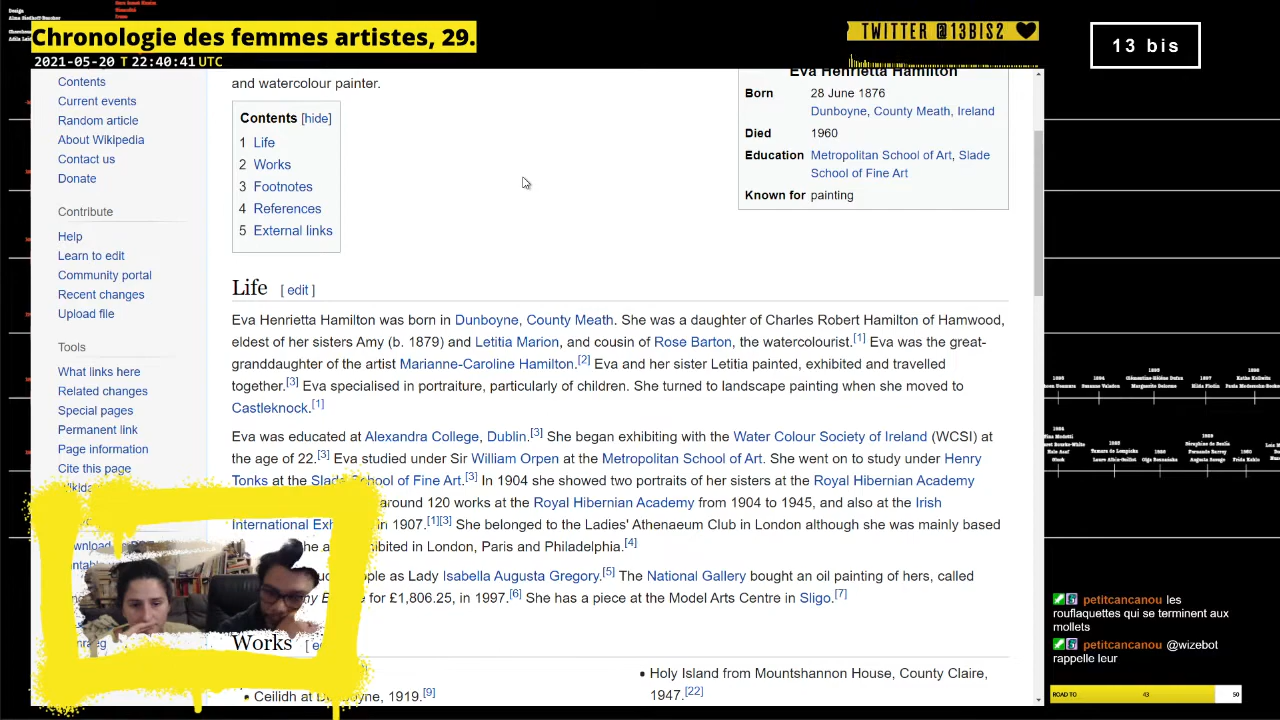 Chronologie des femmes artistes, 29.
2021-05-20 T 22:40:41 UTC
TWITTER @13BIS2
13 bis
Contents
Current events
Random article
About Wikipedia
Contact us
Donate
Contribute
Help
Learn to edit
Community portal
Recent changes
Upload file
Tools
What links here
Related changes
Special pages
Permanent link
Page information
Cite this page
and watercolour painter.
Contents [hide]
1 Life
2 Works
3 Footnotes
4 References
5 External links
Eva Henrietta Hamilton
Born 28 June 1876
Dunboyne, County Meath, Ireland
Died 1960
Education Metropolitan School of Art, Slade
School of Fine Art
Known for painting
Life [ edit ]
Eva Henrietta Hamilton was born in Dunboyne, County Meath. She was a daughter of Charles Robert Hamilton of Hamwood,
eldest of her sisters Amy (b. 1879) and Letitia Marion, and cousin of Rose Barton, the watercolourist.[1] Eva was the great-
granddaughter of the artist Marianne-Caroline Hamilton.[2] Eva and her sister Letitia painted, exhibited and travelled
together.[3] Eva specialised in portraiture, particularly of children. She turned to landscape painting when she moved to
Castleknock.[1]
Eva was educated at Alexandra College, Dublin.[3] She began exhibiting with the Water Colour Society of Ireland (WCSI) at
the age of 22.[3] Eva studied under Sir William Orpen at the Metropolitan School of Art. She went on to study under Henry
Tonks at the Slade School of Fine Art.[3] In 1904 she showed two portraits of her sisters at the Royal Hibernian Academy
around 120 works at the Royal Hibernian Academy from 1904 to 1945, and also at the Irish
International Exh in 1907.[1][3] She belonged to the Ladies' Athenaeum Club in London although she was mainly based
he a ibited in London, Paris and Philadelphia.[4]
ople as Lady Isabella Augusta Gregory.[5] The National Gallery bought an oil painting of hers, called
for £1,806.25, in 1997.[6] She has a piece at the Model Arts Centre in Sligo.[7]
Works
Ceilidh at Dunboyne, 1919.[9]
• Holy Island from Mountshannon House, County Claire,
1947.[22]
petitcancanou les
rouflaquettes qui se terminent aux
mollets
petitcancanou @wizebot
rappelle leur
ROAD TO 43 50